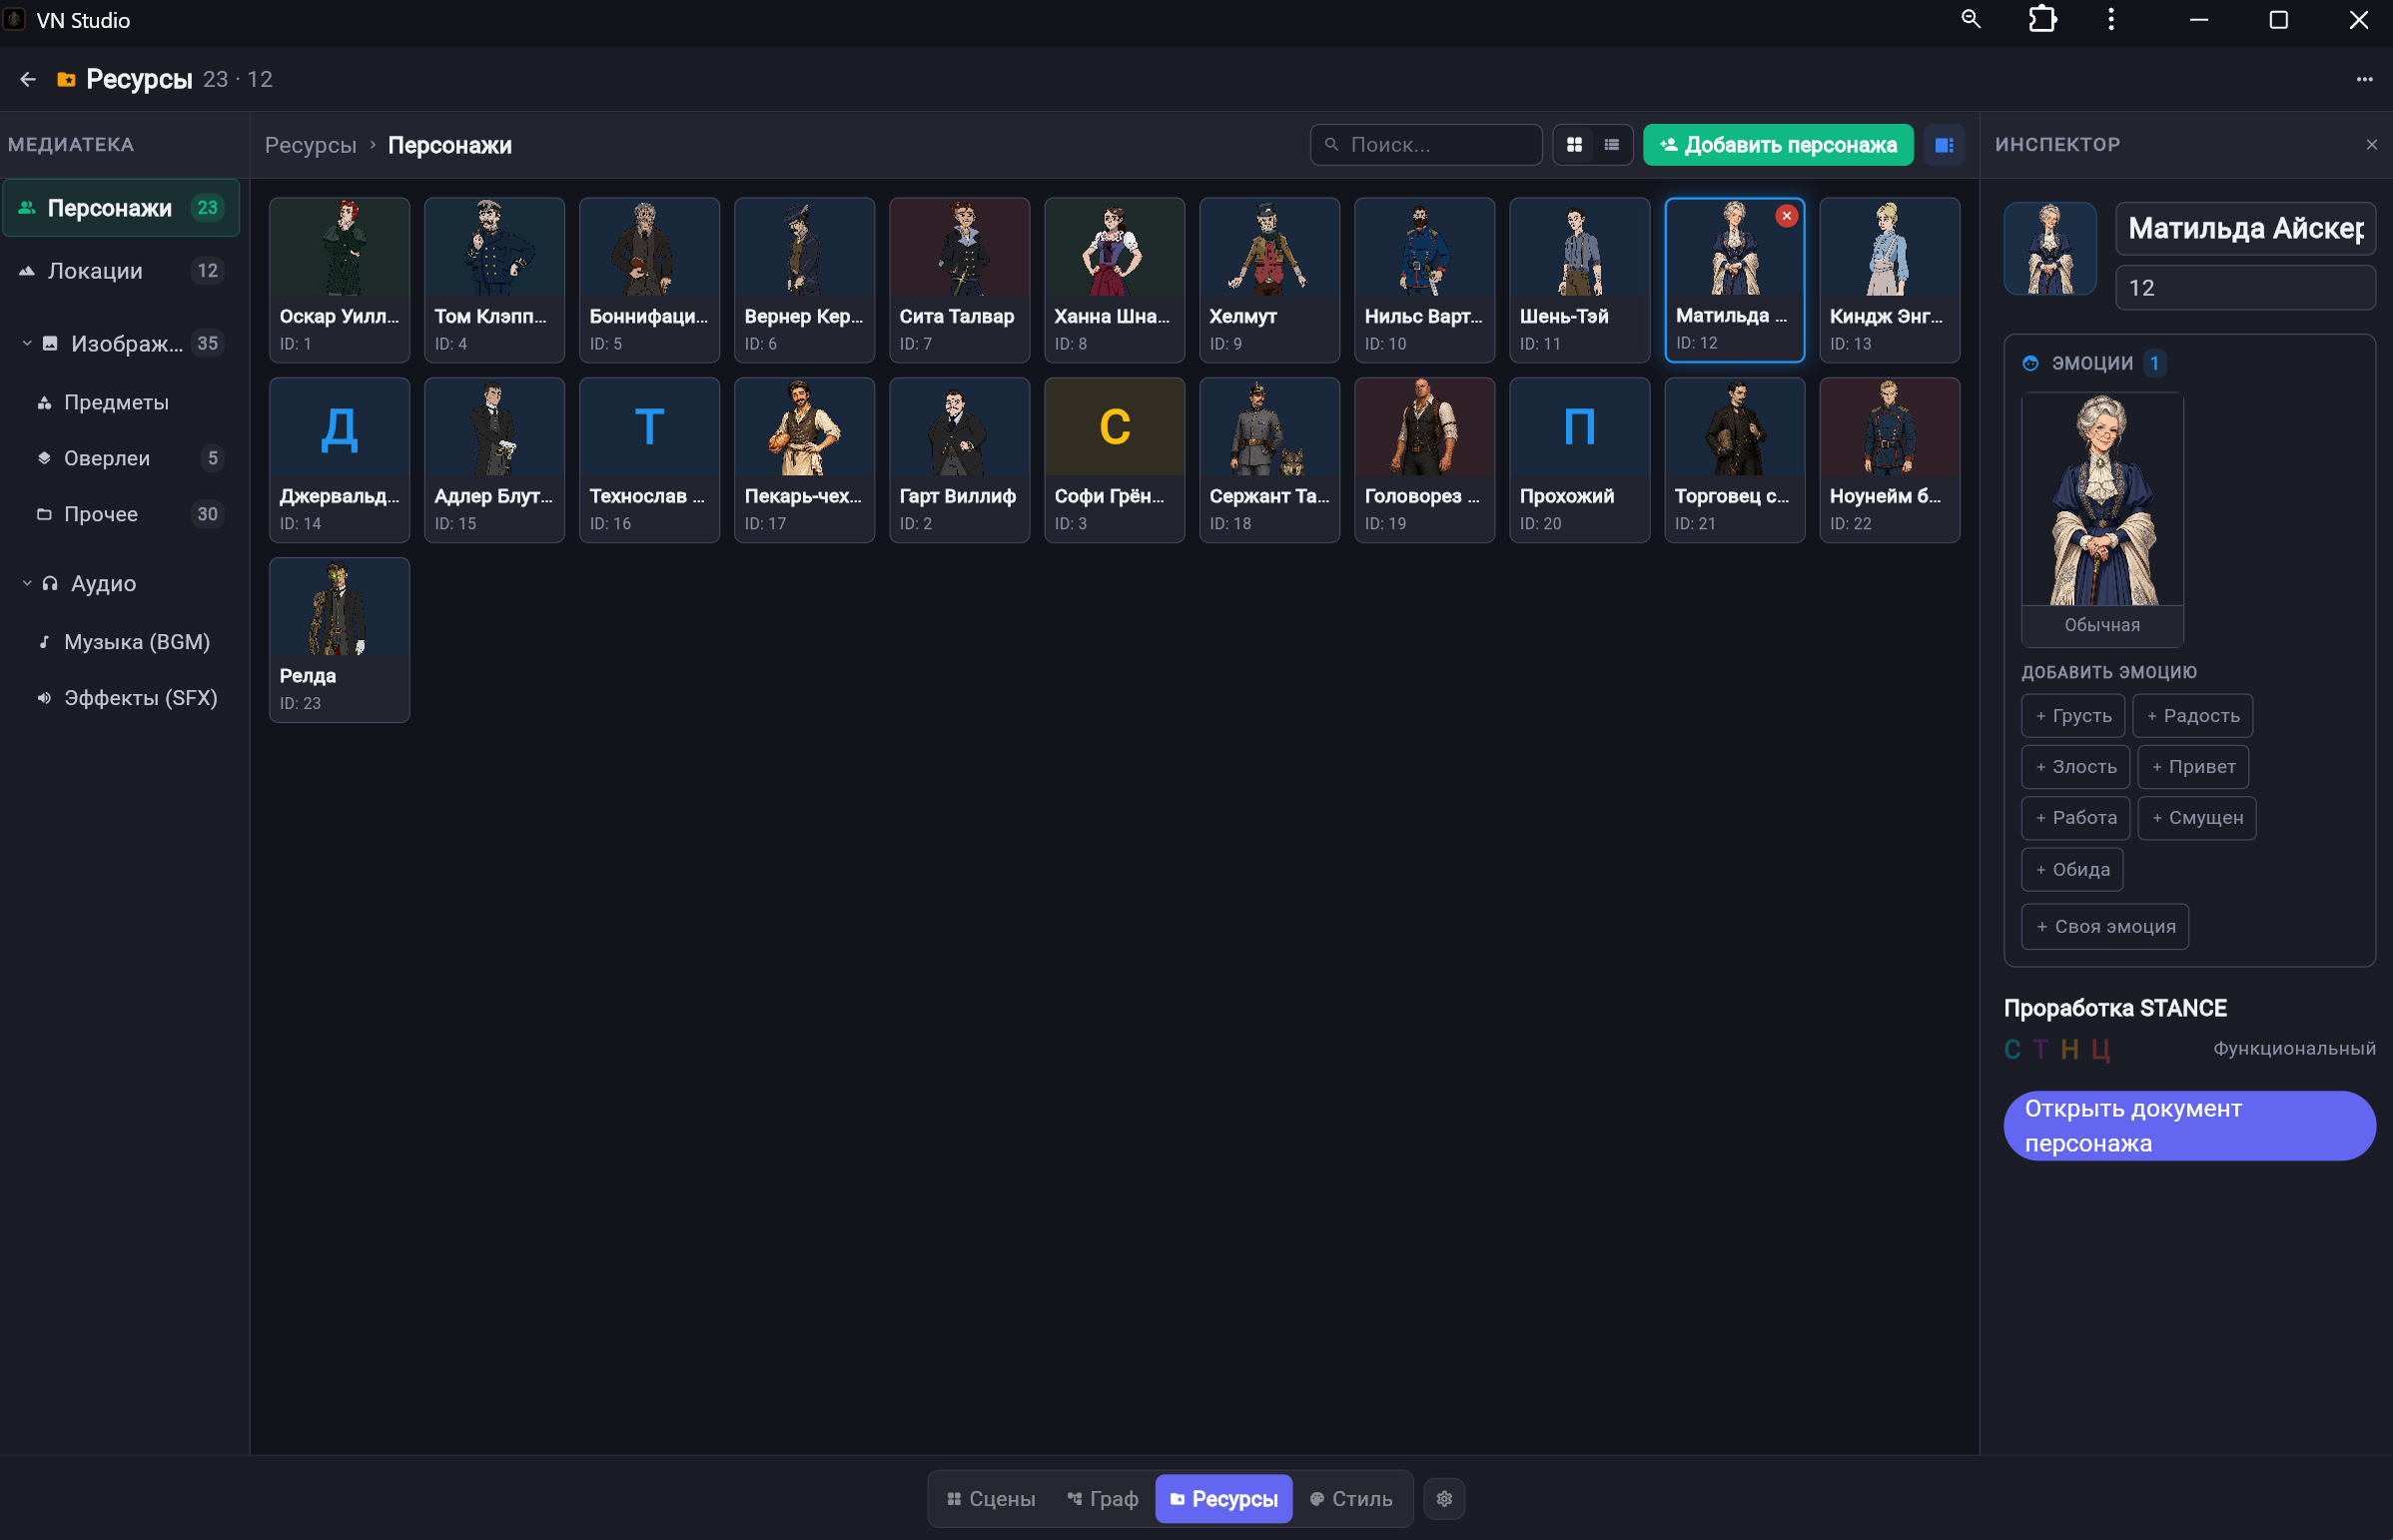 VN Studio
Ресурсы 23 · 12
МЕДИАТЕКА
Персонажи 23
Локации 12
Изображ... 35
Предметы
Оверлеи 5
Прочее 30
Аудио
Музыка (BGM)
Эффекты (SFX)
Ресурсы › Персонажи
Поиск...
Добавить персонажа
Оскар Уилл...
ID: 1
Том Клэпп...
ID: 4
Боннифаци...
ID: 5
Вернер Кер...
ID: 6
Сита Талвар
ID: 7
Ханна Шна...
ID: 8
Хелмут
ID: 9
Нильс Варт...
ID: 10
Шень-Тэй
ID: 11
Матильда ...
ID: 12
Киндж Энг...
ID: 13
Д
Джервальд...
ID: 14
Адлер Блут...
ID: 15
Т
Технослав ...
ID: 16
Пекарь-чех...
ID: 17
Гарт Виллиф
ID: 2
С
Софи Грён...
ID: 3
Сержант Та...
ID: 18
Головорез ...
ID: 19
П
Прохожий
ID: 20
Торговец с...
ID: 21
Ноунейм б...
ID: 22
Релда
ID: 23
ИНСПЕКТОР
Матильда Айскер
12
ЭМОЦИИ 1
Обычная
ДОБАВИТЬ ЭМОЦИЮ
+ Грусть + Радость
+ Злость + Привет
+ Работа + Смущен
+ Обида
+ Своя эмоция
Проработка STANCE
С Т Н Ц Функциональный
Открыть документ
персонажа
Сцены Граф Ресурсы Стиль